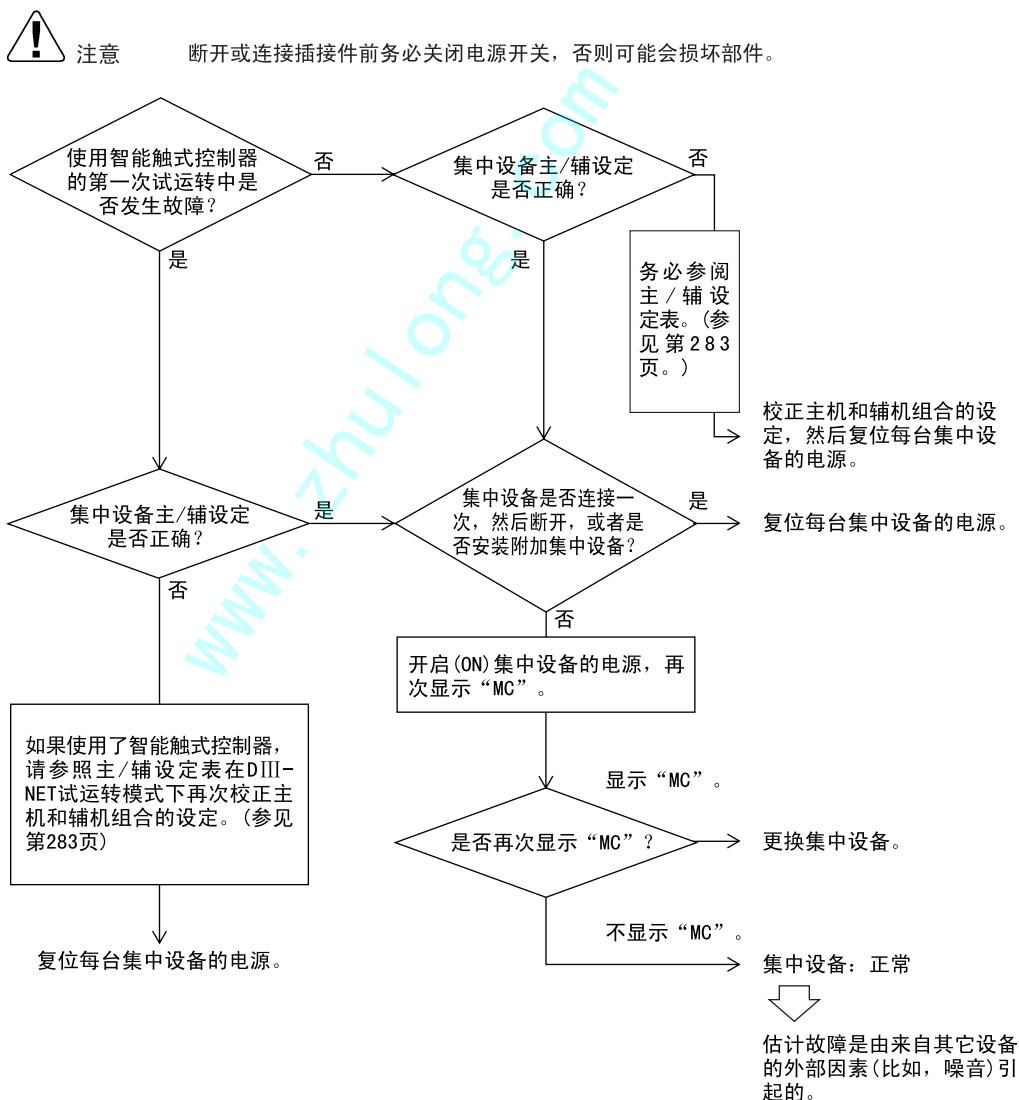 注意 断开或连接插接件前务必关闭电源开关，否则可能会损坏部件。
使用智能触式控制器
的第一次试运转中是
否发生故障？
否
是
集中设备主/辅设定
是否正确？
否
是
务必参阅
主/辅设
定表。(参
见第283
页。)
校正主机和辅机组合的设
定，然后复位每台集中设
备的电源。
集中设备主/辅设定
是否正确？
是
否
集中设备是否连接一
次，然后断开，或者是
否安装附加集中设备？
是
复位每台集中设备的电源。
否
开启(ON)集中设备的电源，再
次显示“MC”。
如果使用了智能触式控制器，
请参照主/辅设定表在DIII-
NET试运转模式下再次校正主
机和辅机组合的设定。(参见
第283页)
复位每台集中设备的电源。
显示“MC”。
是否再次显示“MC”？
更换集中设备。
不显示“MC”。
集中设备：正常
估计故障是由来自其它设备
的外部因素(比如，噪音)引
起的。
www.zhulong.com